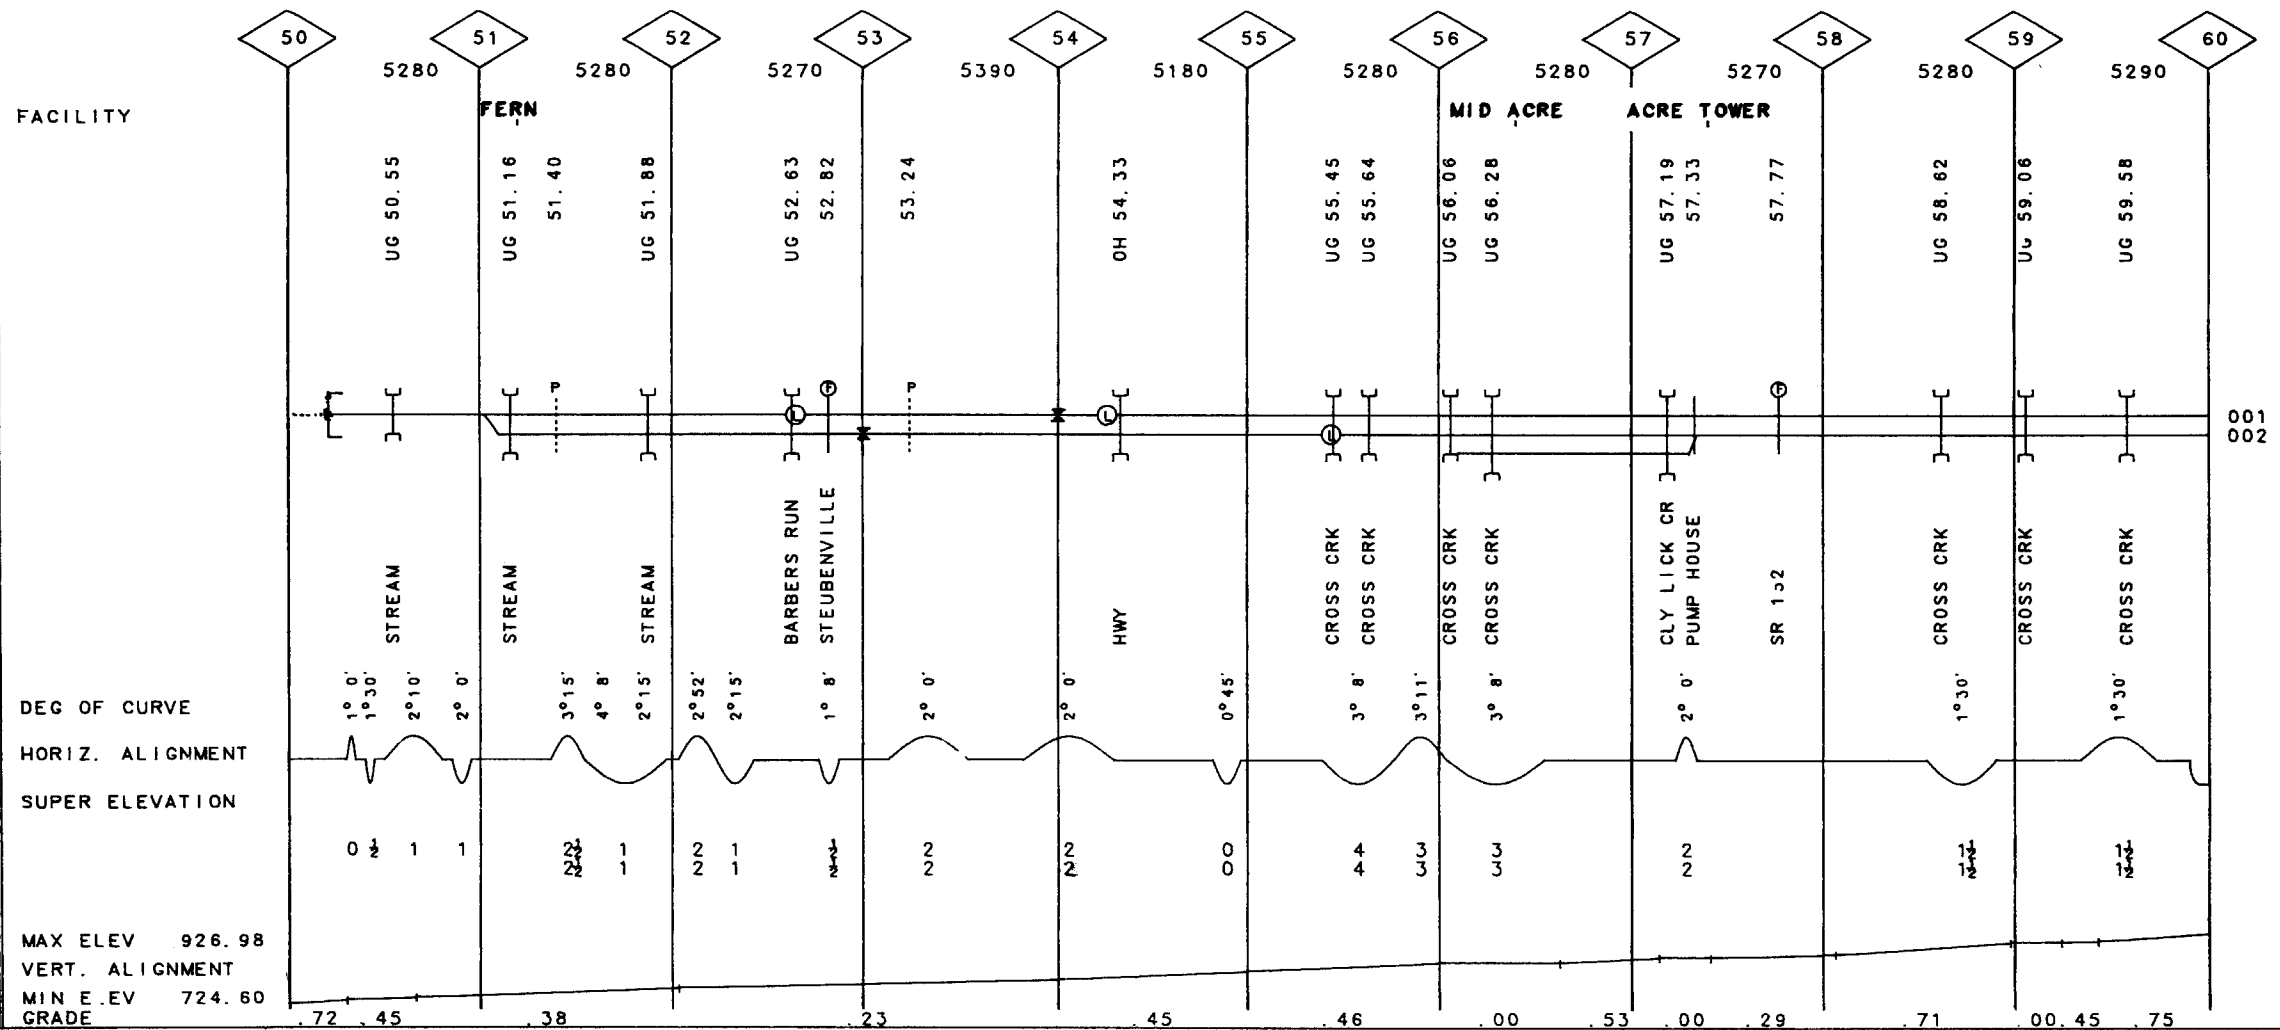 50 51 52 53 54 55 56 57 58 59 60
5280 5280 5270 5390 5180 5280 5280 5270 5280 5290
FACILITY FERN MID ACRE ACRE TOWER
UG 50.55
UG 51.16
51.40
UG 51.88
UG 52.63
52.82
53.24
OH 54.33
UG 55.45
UG 55.64
UG 56.06
UG 56.28
UG 57.19
57.33
57.77
UG 58.62
UG 59.06
UG 59.58
P F P F
L L 001
L 002
STREAM
STREAM
STREAM
BARBERS RUN
STEUBENVILLE
HWY
CROSS CRK
CROSS CRK
CROSS CRK
CROSS CRK
CLY LICK CR
PUMP HOUSE
SR 152
CROSS CRK
CROSS CRK
CROSS CRK
DEG OF CURVE 1° 0' 1°30' 2°10' 2° 0' 3°15' 4° 8' 2°15' 2°52' 2°15' 1° 8' 2° 0' 2° 0' 0°45' 3° 8' 3°11' 3° 8' 2° 0' 1°30' 1°30'
HORIZ. ALIGNMENT
SUPER ELEVATION
0 ½ 1 1 2½ 1 2 1 ½ 2 2 0 4 3 3 2 1½ 1½
2½ 1 2 1 ½ 2 2 0 4 3 3 2 1½ 1½
MAX ELEV 926.98
VERT. ALIGNMENT
MIN E.EV 724.60
GRADE .72 .45 .38 .23 .45 .46 .00 .53 .00 .29 .71 .00 .45 .75